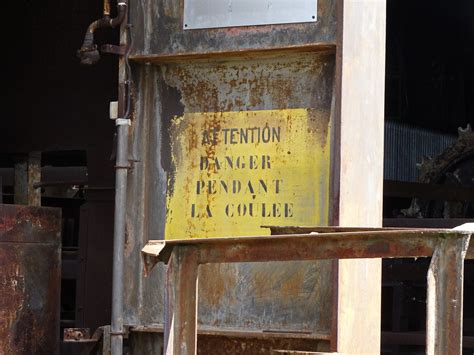 ATTENTION
DANGER
PENDANT
LA COULEE